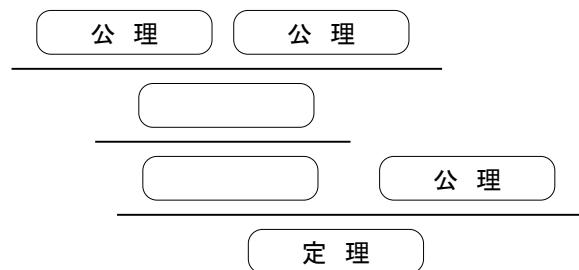 公 理 公 理
公 理
定 理